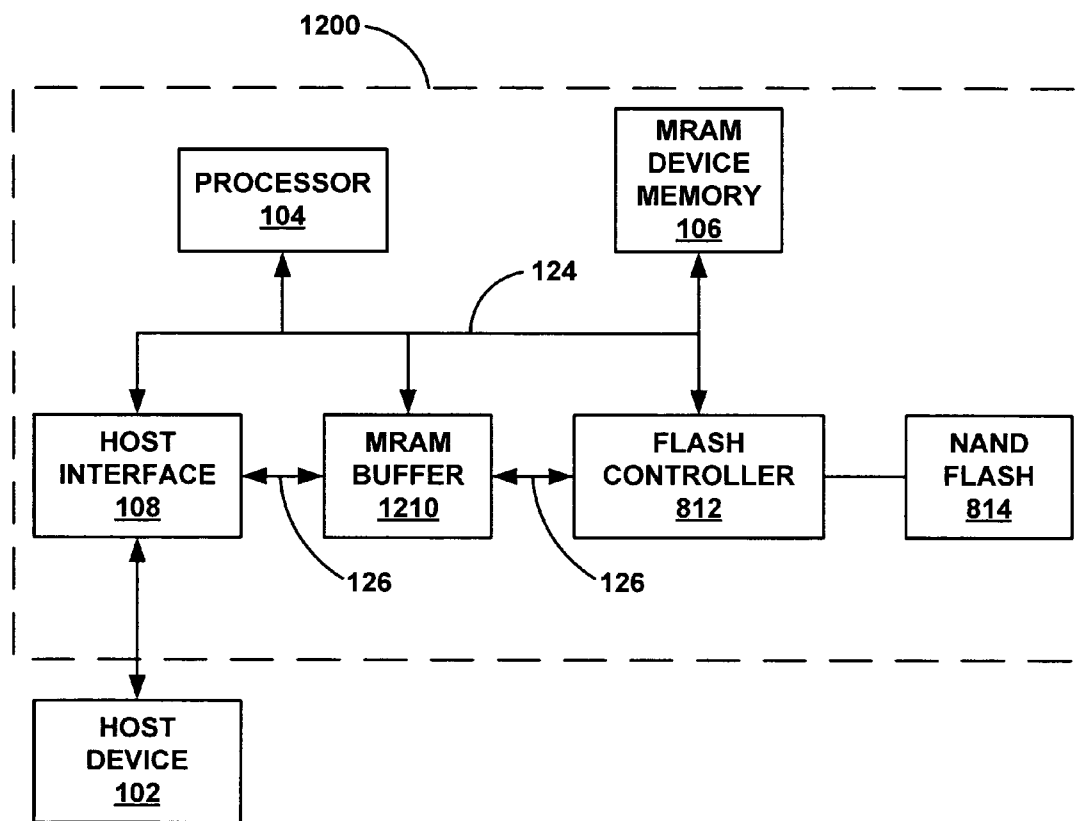 1200
MRAM
DEVICE
MEMORY
106
PROCESSOR
104
124
HOST
INTERFACE
108
MRAM
BUFFER
1210
FLASH
CONTROLLER
812
NAND
FLASH
814
126
126
HOST
DEVICE
102